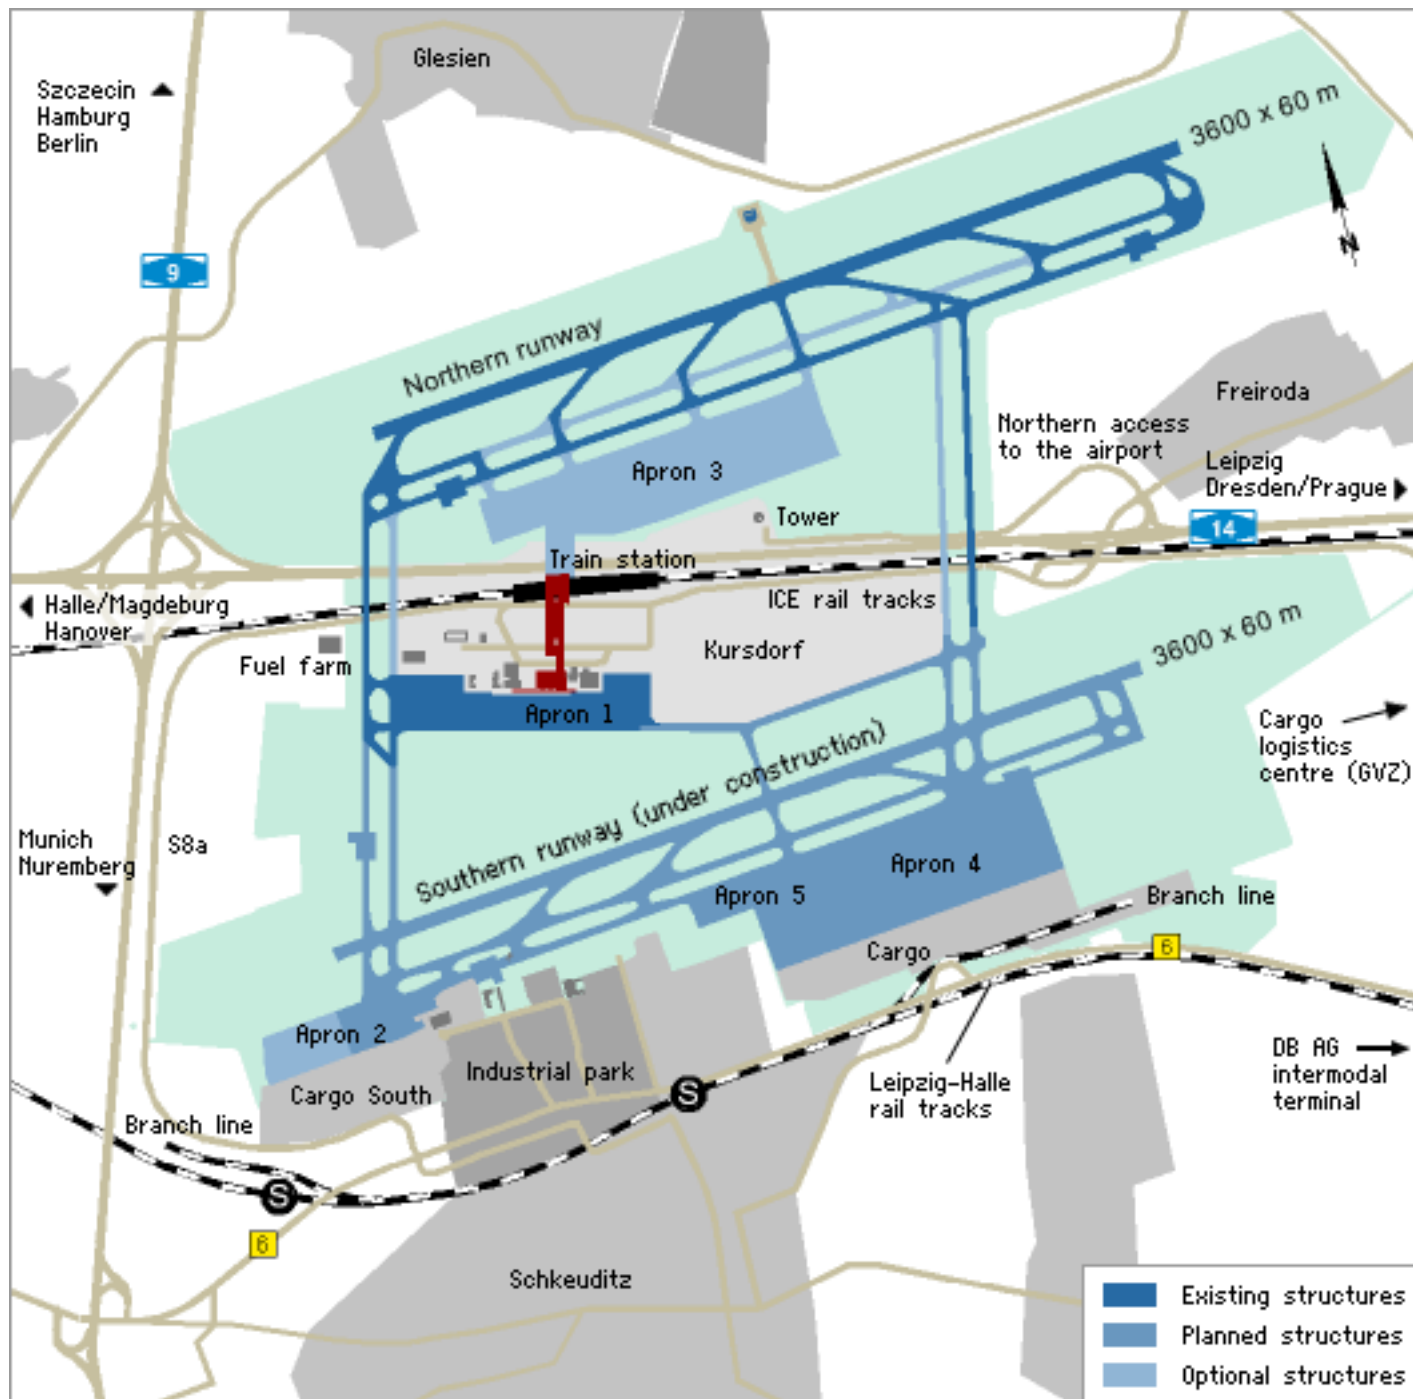 Glesien
Szczecin
Hamburg
Berlin
3600 x 60 m
N
9
Northern runway
Freiroda
Northern access
to the airport
Leipzig
Dresden/Prague
Apron 3
Tower
14
Train station
Halle/Magdeburg
Hanover
ICE rail tracks
3600 x 60 m
Fuel farm
Kursdorf
Apron 1
Cargo
logistics
centre (GVZ)
Southern runway (under construction)
Munich
Nuremberg
S8a
Apron 4
Apron 5
Branch line
Cargo
6
Apron 2
Industrial park
DB AG
intermodal
terminal
Cargo South
S
Leipzig-Halle
rail tracks
Branch line
S
6
Schkeuditz
Existing structures
Planned structures
Optional structures